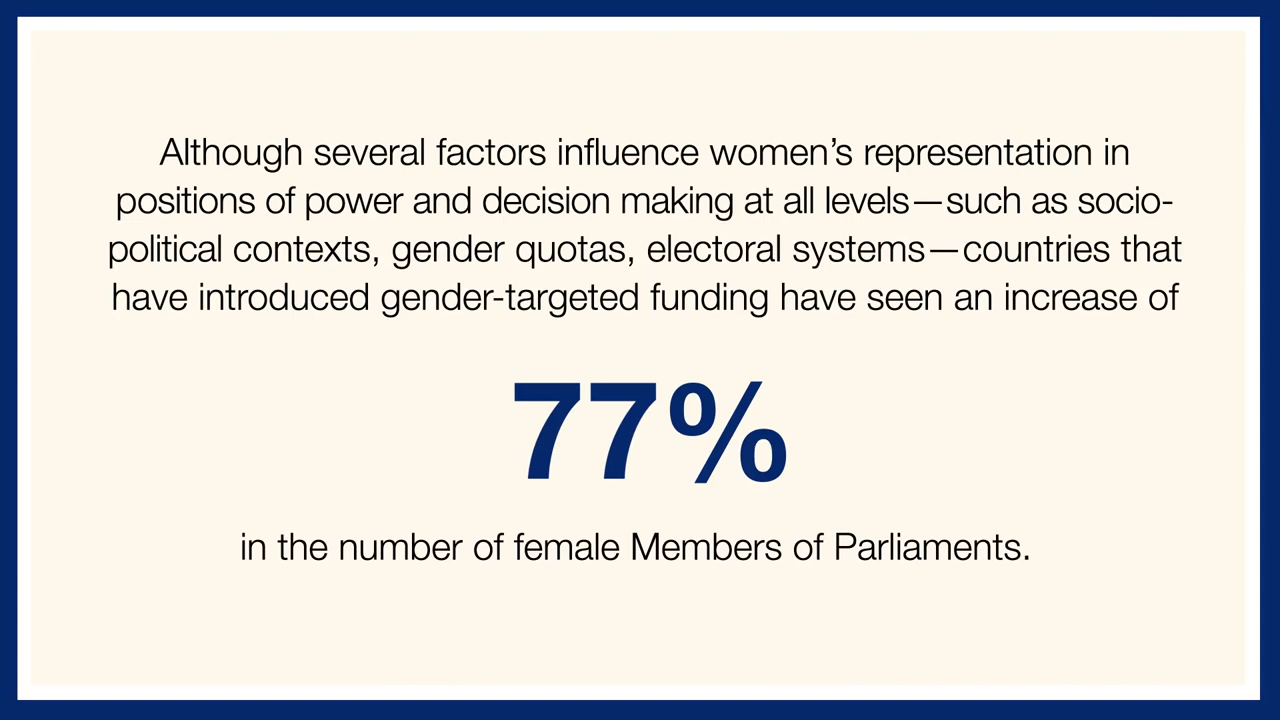 Although several factors influence women’s representation in
positions of power and decision making at all levels—such as socio-
political contexts, gender quotas, electoral systems—countries that
have introduced gender-targeted funding have seen an increase of
77%
in the number of female Members of Parliaments.